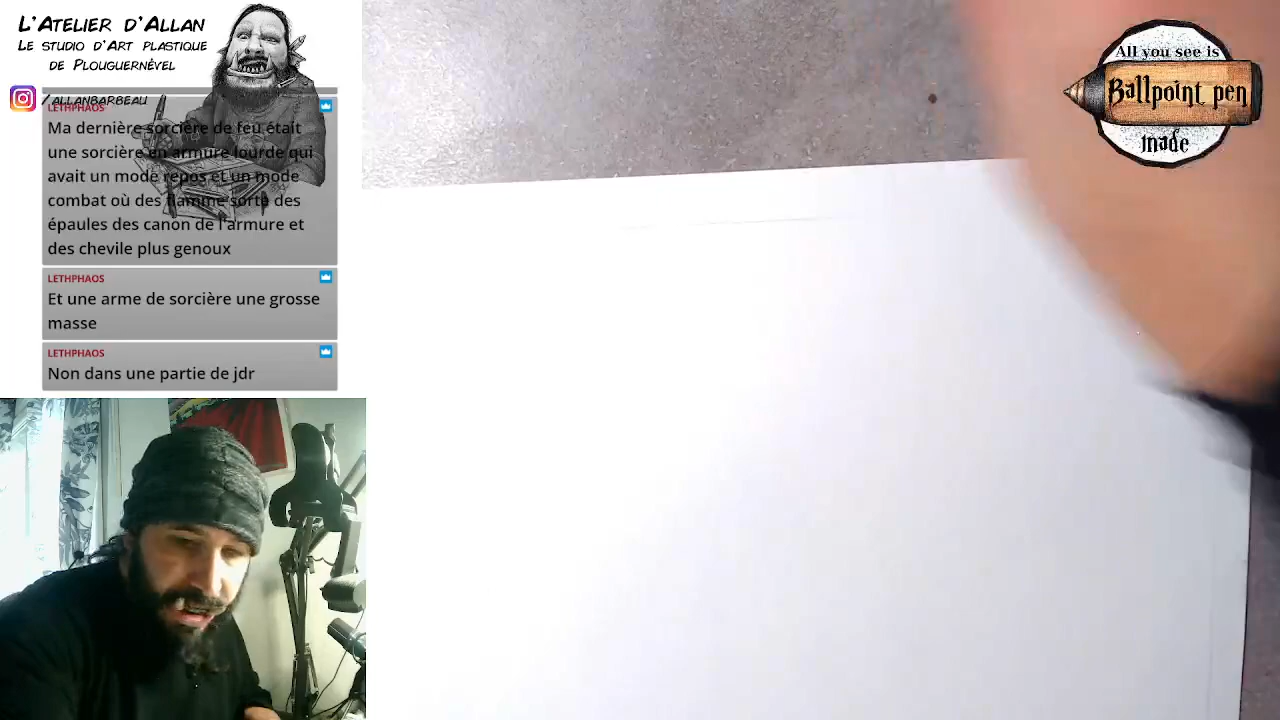 L'Atelier d'Allan
Le studio d'Art plastique
de Plouguernével
/allanbarbeau
LETHPHAOS
Ma dernière sorcière de feu était
une sorcière en armure lourde qui
avait un mode repos et un mode
combat où des flamme sorte des
épaules des canon de l'armure et
des chevile plus genoux
LETHPHAOS
Et une arme de sorcière une grosse
masse
LETHPHAOS
Non dans une partie de jdr
All you see is
Ballpoint pen
made